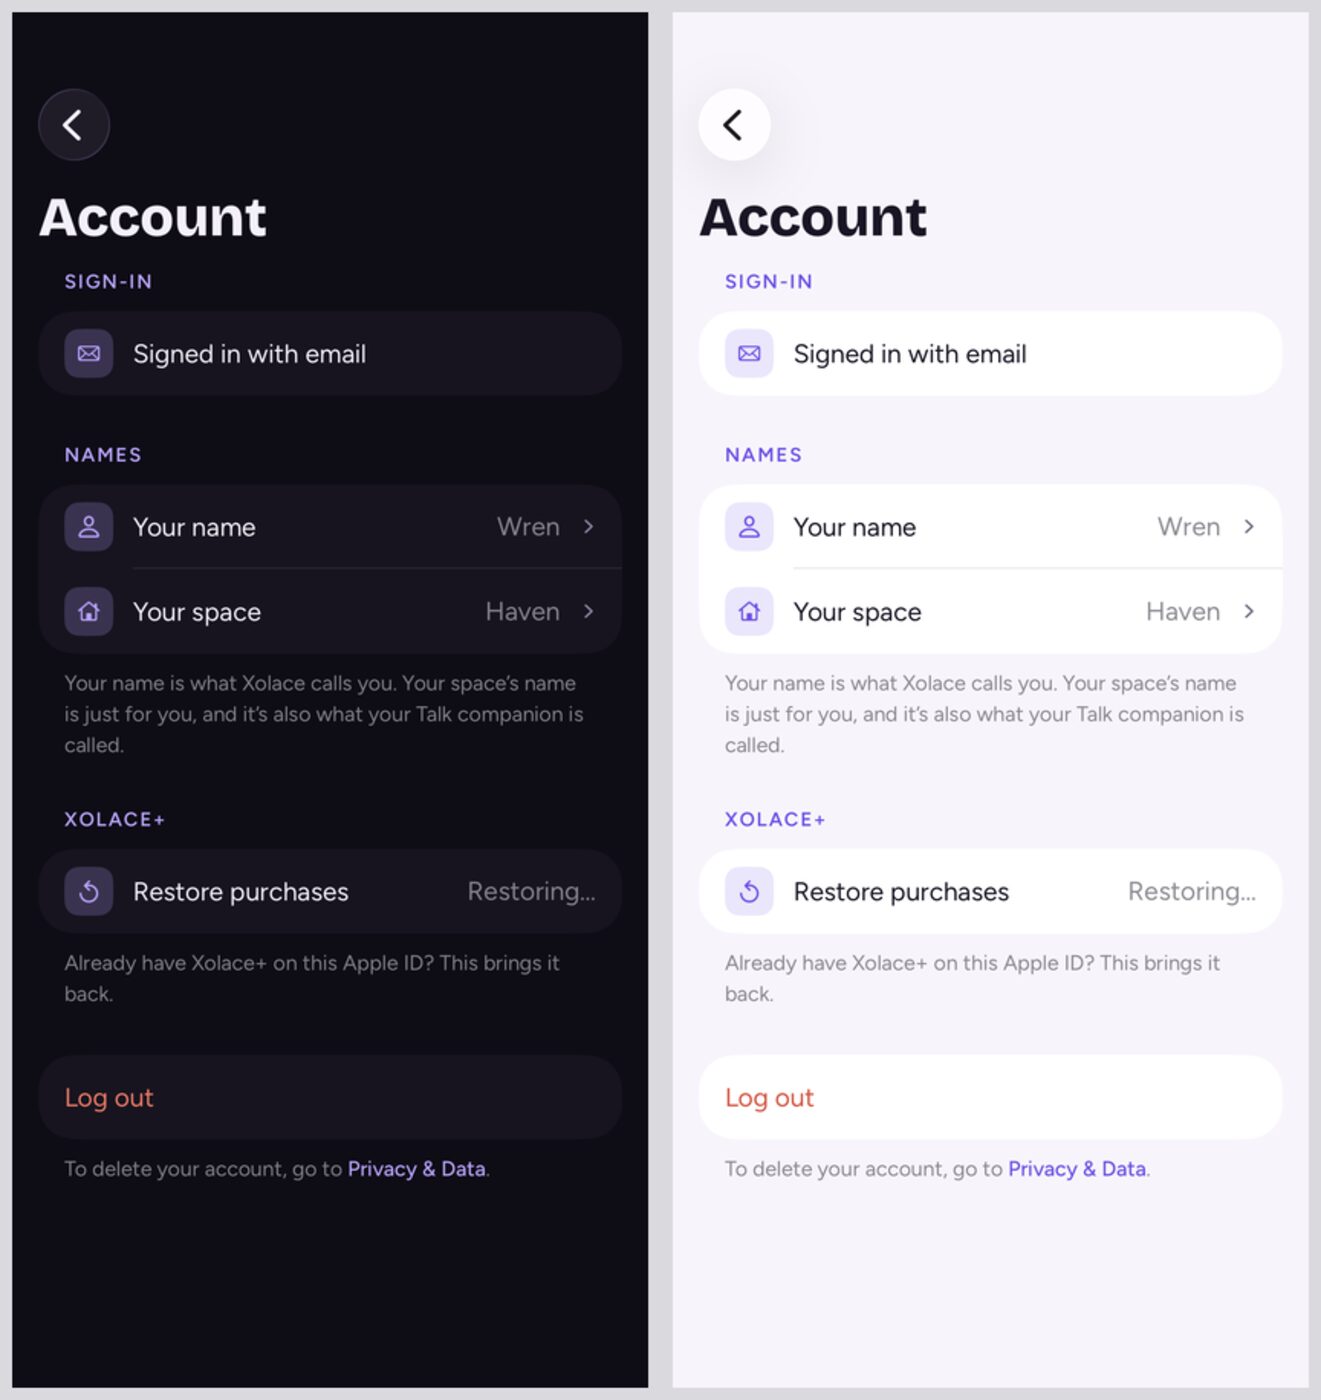 Account
SIGN-IN
Signed in with email
NAMES
Your name Wren
Your space Haven
Your name is what Xolace calls you. Your space’s name
is just for you, and it’s also what your Talk companion is
called.
XOLACE+
Restore purchases Restoring...
Already have Xolace+ on this Apple ID? This brings it
back.
Log out
To delete your account, go to Privacy & Data.
Account
SIGN-IN
Signed in with email
NAMES
Your name Wren
Your space Haven
Your name is what Xolace calls you. Your space’s name
is just for you, and it’s also what your Talk companion is
called.
XOLACE+
Restore purchases Restoring...
Already have Xolace+ on this Apple ID? This brings it
back.
Log out
To delete your account, go to Privacy & Data.